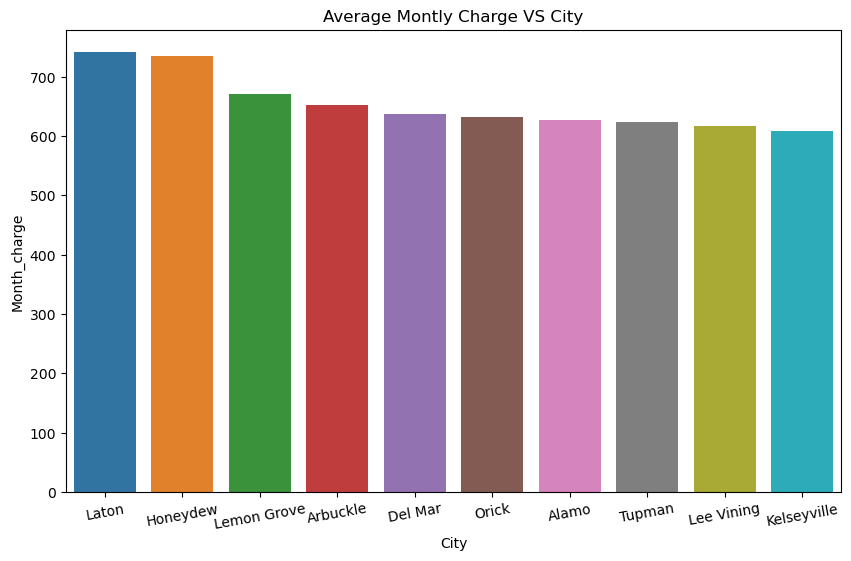 Average Montly Charge VS City
Month_charge
700
600
500
400
300
200
100
0
Laton Honeydew Lemon Grove Arbuckle Del Mar Orick Alamo Tupman Lee Vining Kelseyville
City